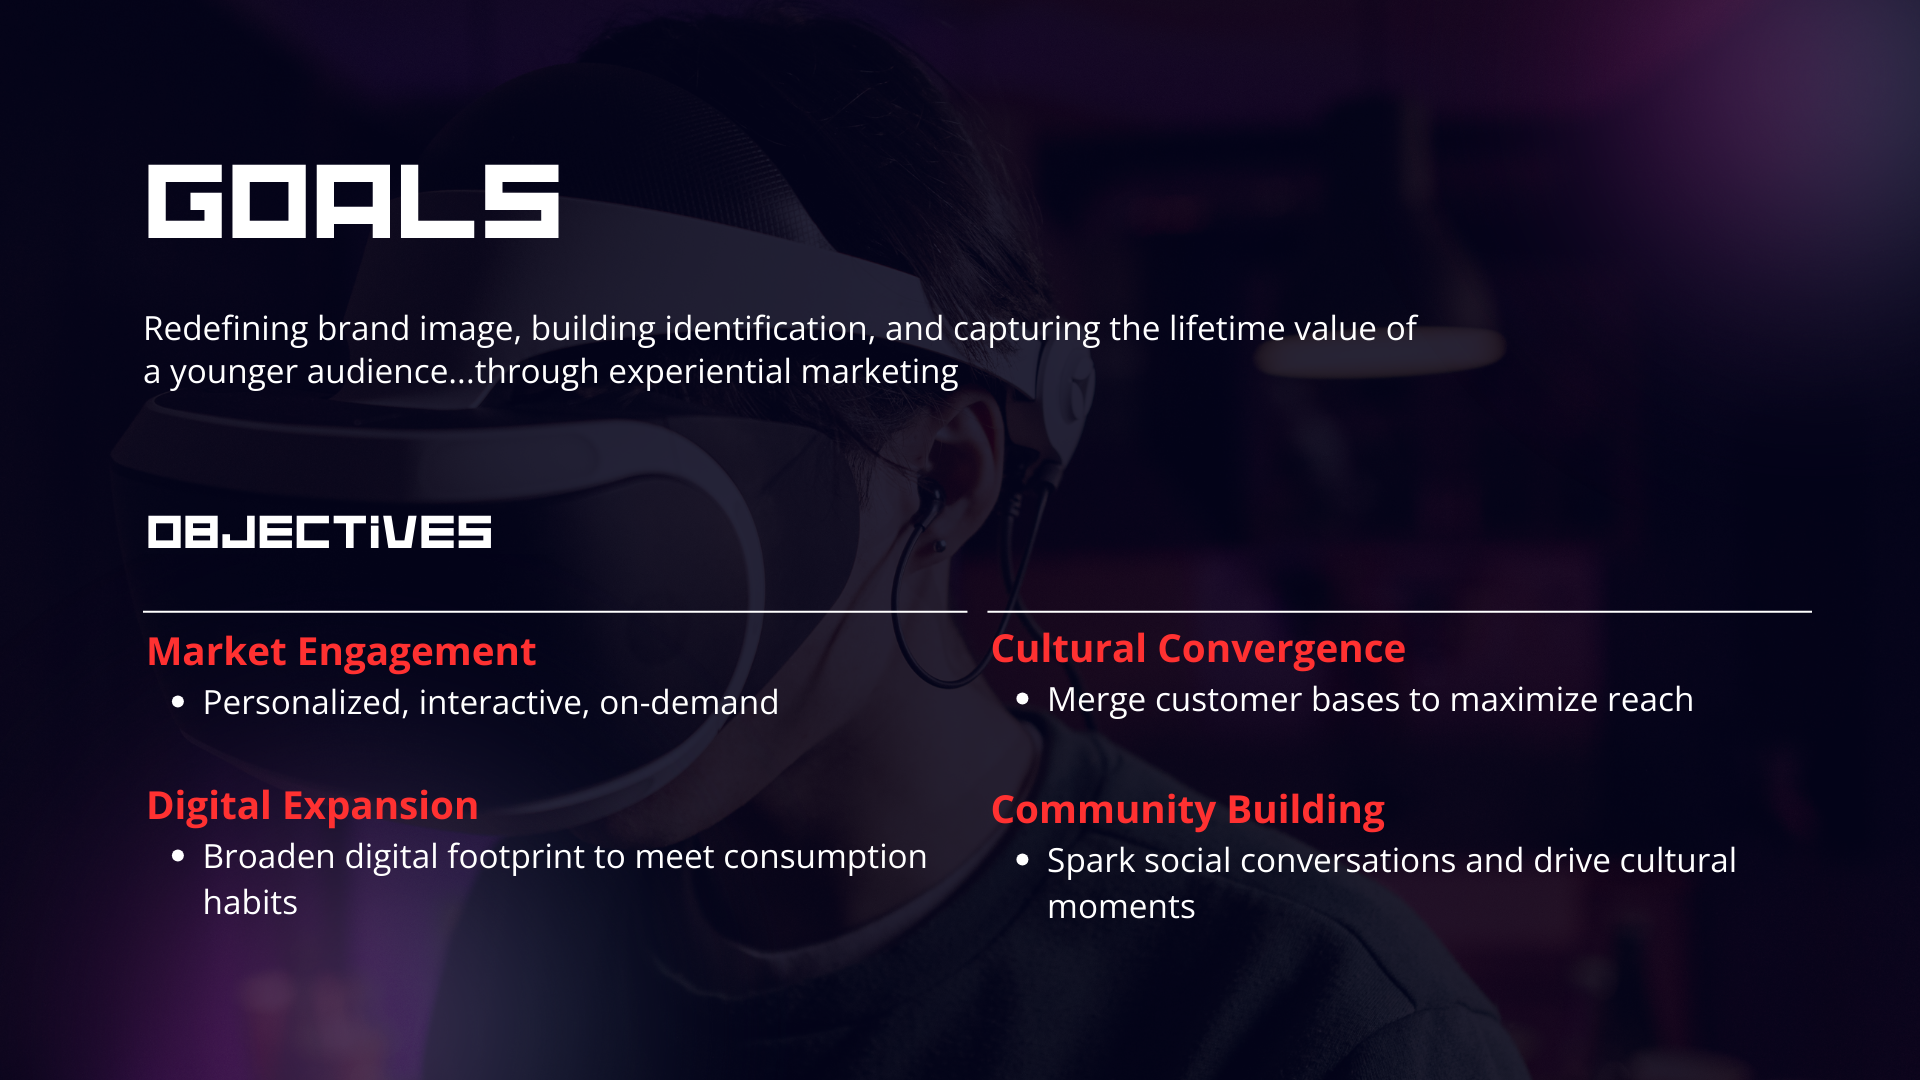 GOALS
Redefining brand image, building identification, and capturing the lifetime value of
a younger audience...through experiential marketing
OBJECTIVES
Market Engagement
• Personalized, interactive, on-demand
Digital Expansion
• Broaden digital footprint to meet consumption
habits
Cultural Convergence
• Merge customer bases to maximize reach
Community Building
• Spark social conversations and drive cultural
moments